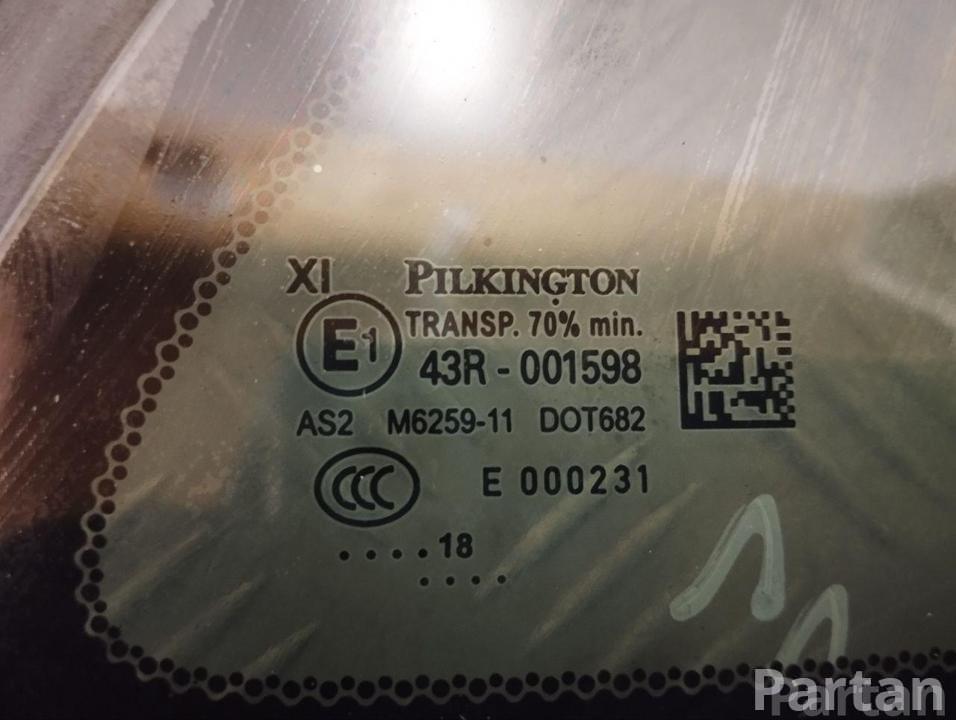 XI PILKINGTON
E1 TRANSP. 70% min.
43R - 001598
AS2 M6259-11 DOT682
CCC E 000231
....18
....
Partan